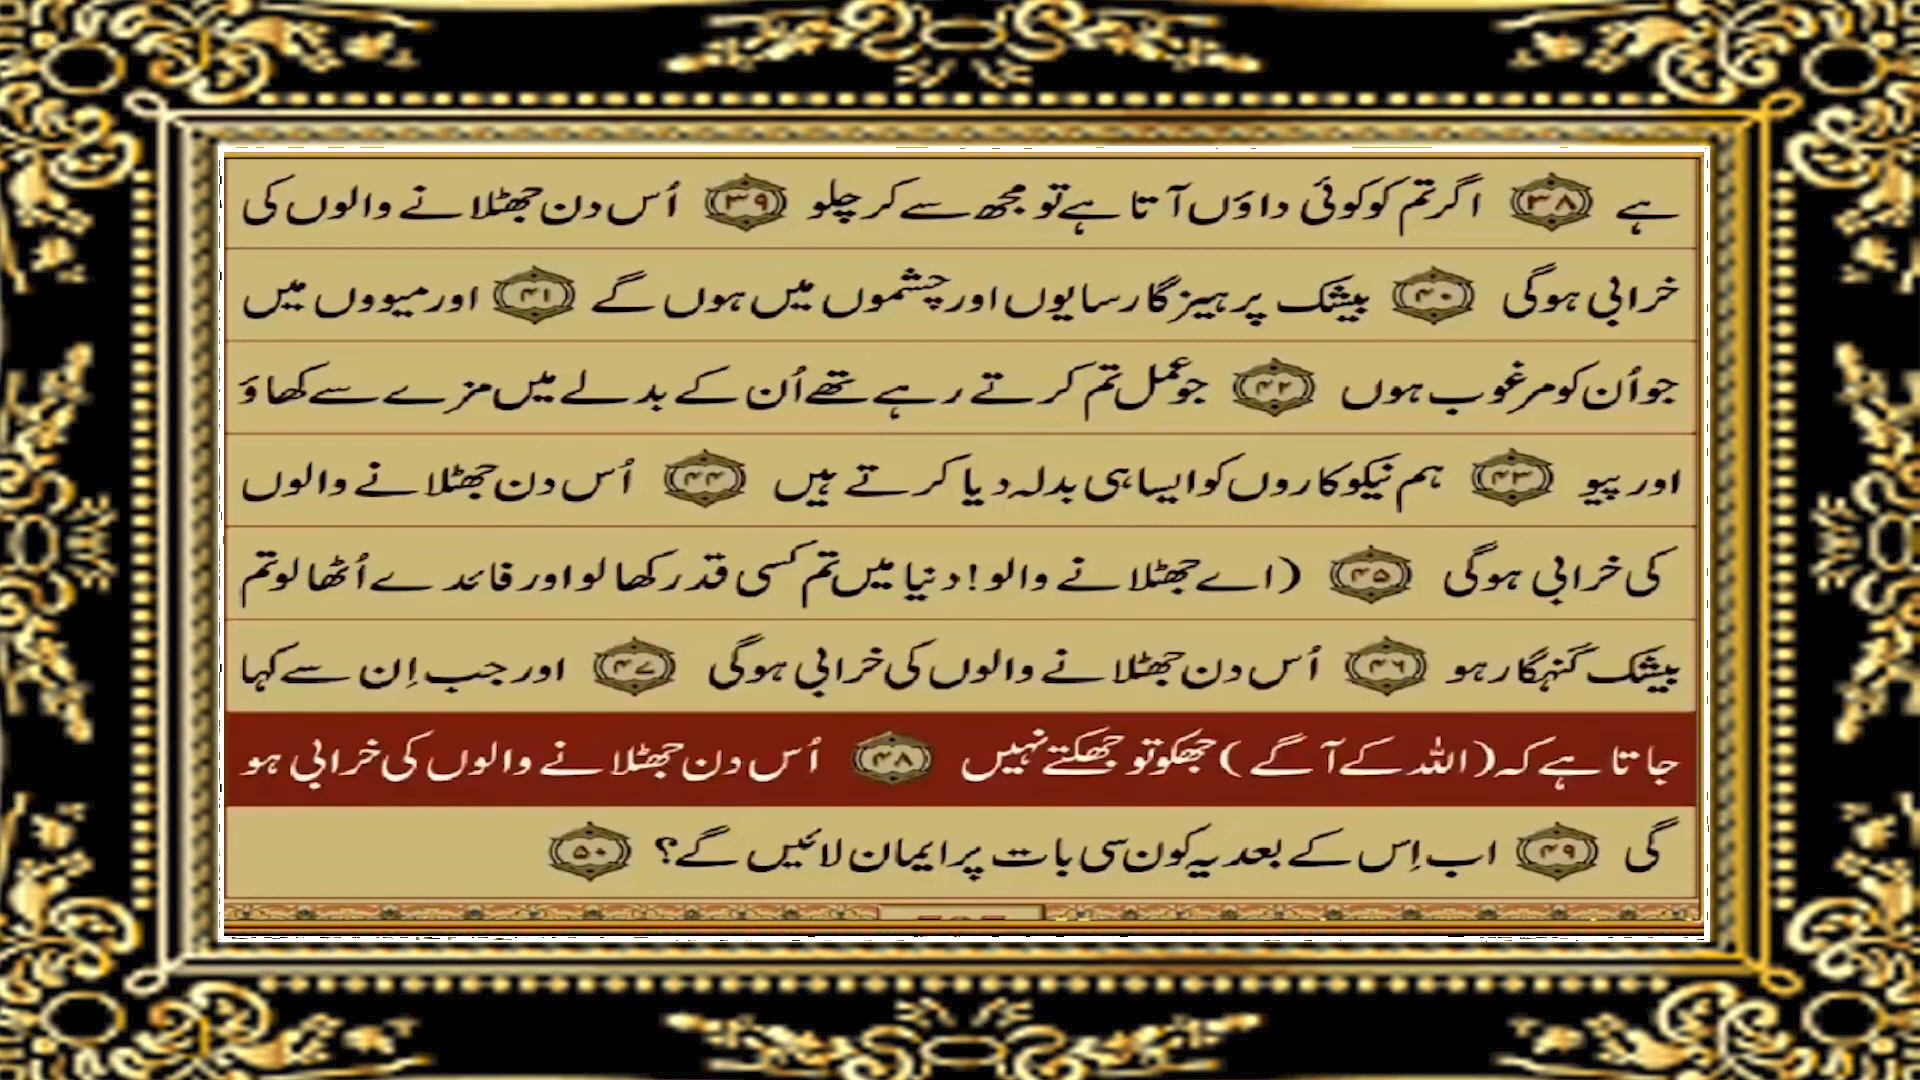 ہے ﴿۳۸﴾ اگر تم کو کوئی داؤں آتا ہے تو مجھ سے کر چلو ﴿۳۹﴾ اُس دن جھٹلانے والوں کی
خرابی ہوگی ﴿۴۰﴾ بیشک پرہیزگار سایوں اور چشموں میں ہوں گے ﴿۴۱﴾ اور میووں میں
جو اُن کو مرغوب ہوں ﴿۴۲﴾ جو عمل تم کرتے رہے تھے اُن کے بدلے میں مزے سے کھاؤ
اور پیو ﴿۴۳﴾ ہم نیکوکاروں کو ایسا ہی بدلہ دیا کرتے ہیں ﴿۴۴﴾ اُس دن جھٹلانے والوں
کی خرابی ہوگی ﴿۴۵﴾ (اے جھٹلانے والو! دنیا میں تم کسی قدر کھا لو اور فائدے اُٹھا لو تم
بیشک گنہگار ہو ﴿۴۶﴾ اُس دن جھٹلانے والوں کی خرابی ہوگی ﴿۴۷﴾ اور جب اِن سے کہا
جاتا ہے کہ (اللہ کے آگے) جھکو تو جھکتے نہیں ﴿۴۸﴾ اُس دن جھٹلانے والوں کی خرابی ہو
گی ﴿۴۹﴾ اب اِس کے بعد یہ کون سی بات پر ایمان لائیں گے؟ ﴿۵۰﴾